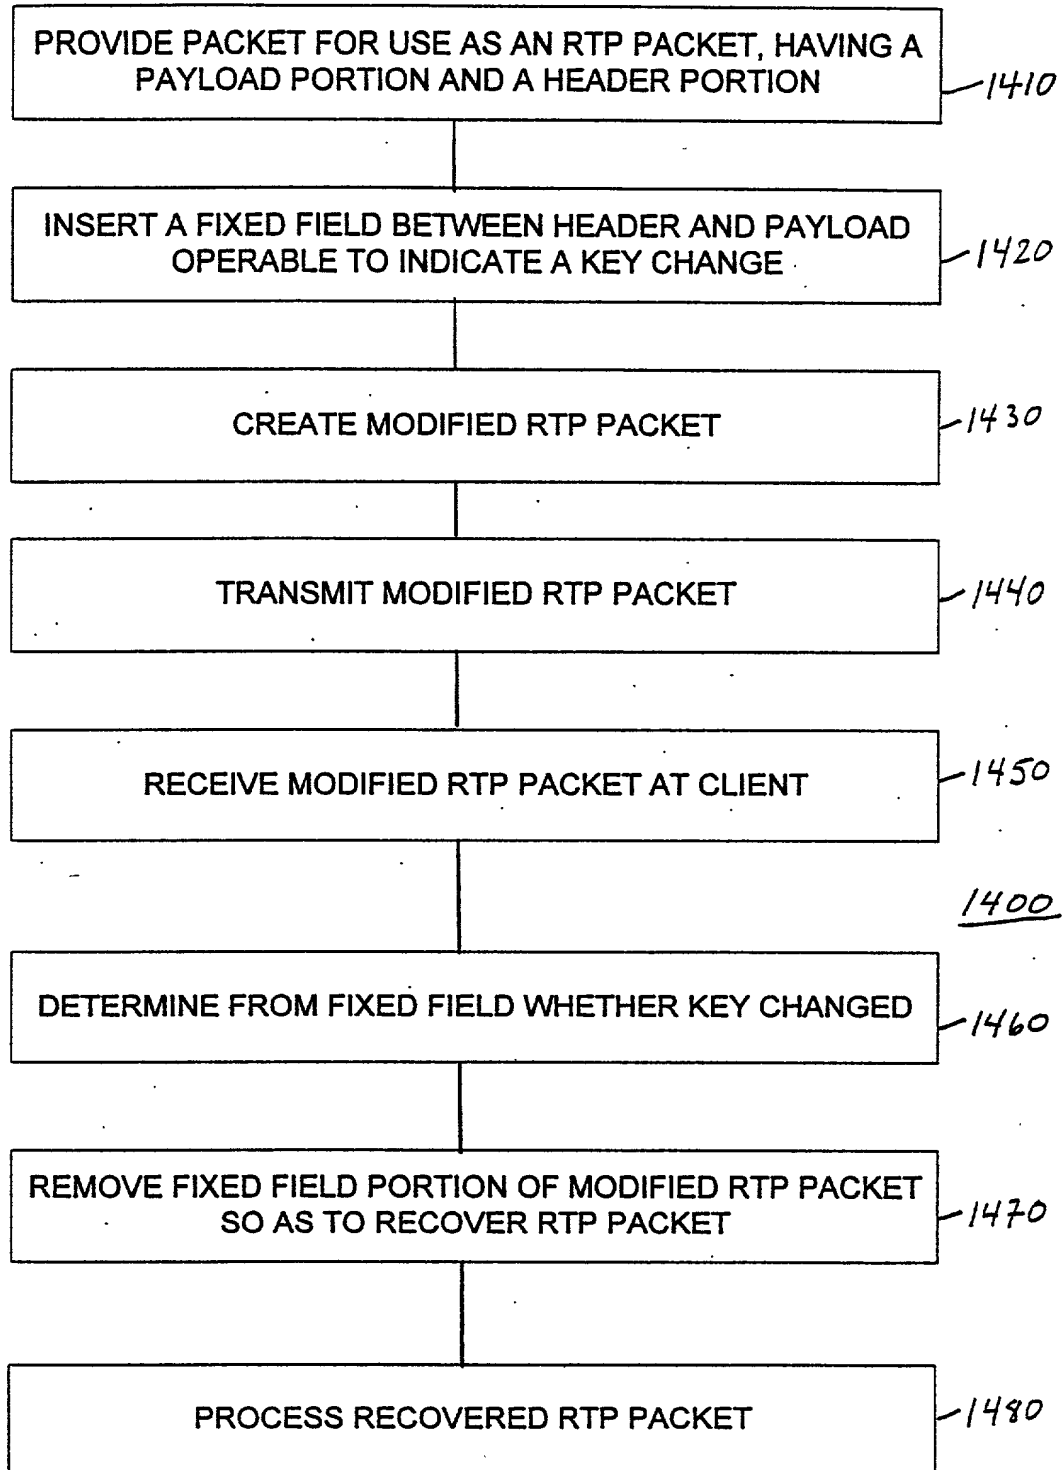 PROVIDE PACKET FOR USE AS AN RTP PACKET, HAVING A
PAYLOAD PORTION AND A HEADER PORTION
1410
INSERT A FIXED FIELD BETWEEN HEADER AND PAYLOAD
OPERABLE TO INDICATE A KEY CHANGE
1420
CREATE MODIFIED RTP PACKET
1430
TRANSMIT MODIFIED RTP PACKET
1440
RECEIVE MODIFIED RTP PACKET AT CLIENT
1450
1400
DETERMINE FROM FIXED FIELD WHETHER KEY CHANGED
1460
REMOVE FIXED FIELD PORTION OF MODIFIED RTP PACKET
SO AS TO RECOVER RTP PACKET
1470
PROCESS RECOVERED RTP PACKET
1480